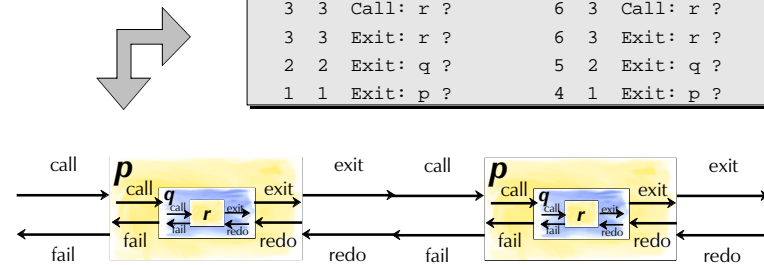 3 3 Call: r ? 6 3 Call: r ?
3 3 Exit: r ? 6 3 Exit: r ?
2 2 Exit: q ? 5 2 Exit: q ?
1 1 Exit: p ? 4 1 Exit: p ?
call p exit call p exit
call q exit call q exit
call r exit call r exit
fail redo fail redo
fail redo fail redo
fail redo fail redo